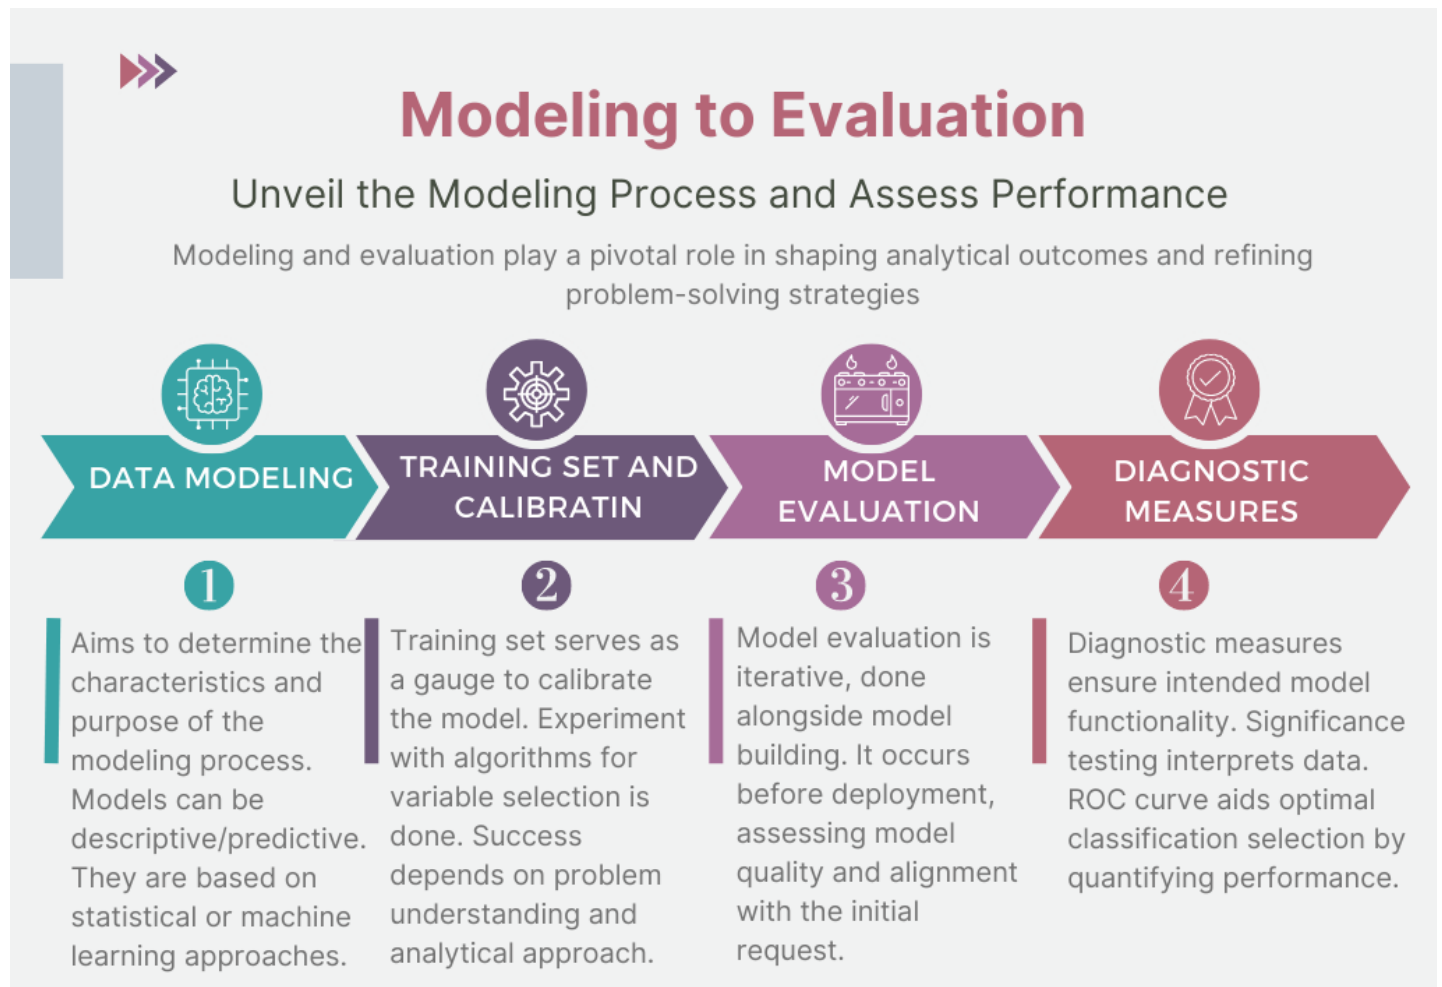 Modeling to Evaluation
Unveil the Modeling Process and Assess Performance
Modeling and evaluation play a pivotal role in shaping analytical outcomes and refining
problem-solving strategies
DATA MODELING
1
Aims to determine the
characteristics and
purpose of the
modeling process.
Models can be
descriptive/predictive.
They are based on
statistical or machine
learning approaches.
TRAINING SET AND
CALIBRATIN
2
Training set serves as
a gauge to calibrate
the model. Experiment
with algorithms for
variable selection is
done. Success
depends on problem
understanding and
analytical approach.
MODEL
EVALUATION
3
Model evaluation is
iterative, done
alongside model
building. It occurs
before deployment,
assessing model
quality and alignment
with the initial
request.
DIAGNOSTIC
MEASURES
4
Diagnostic measures
ensure intended model
functionality. Significance
testing interprets data.
ROC curve aids optimal
classification selection by
quantifying performance.